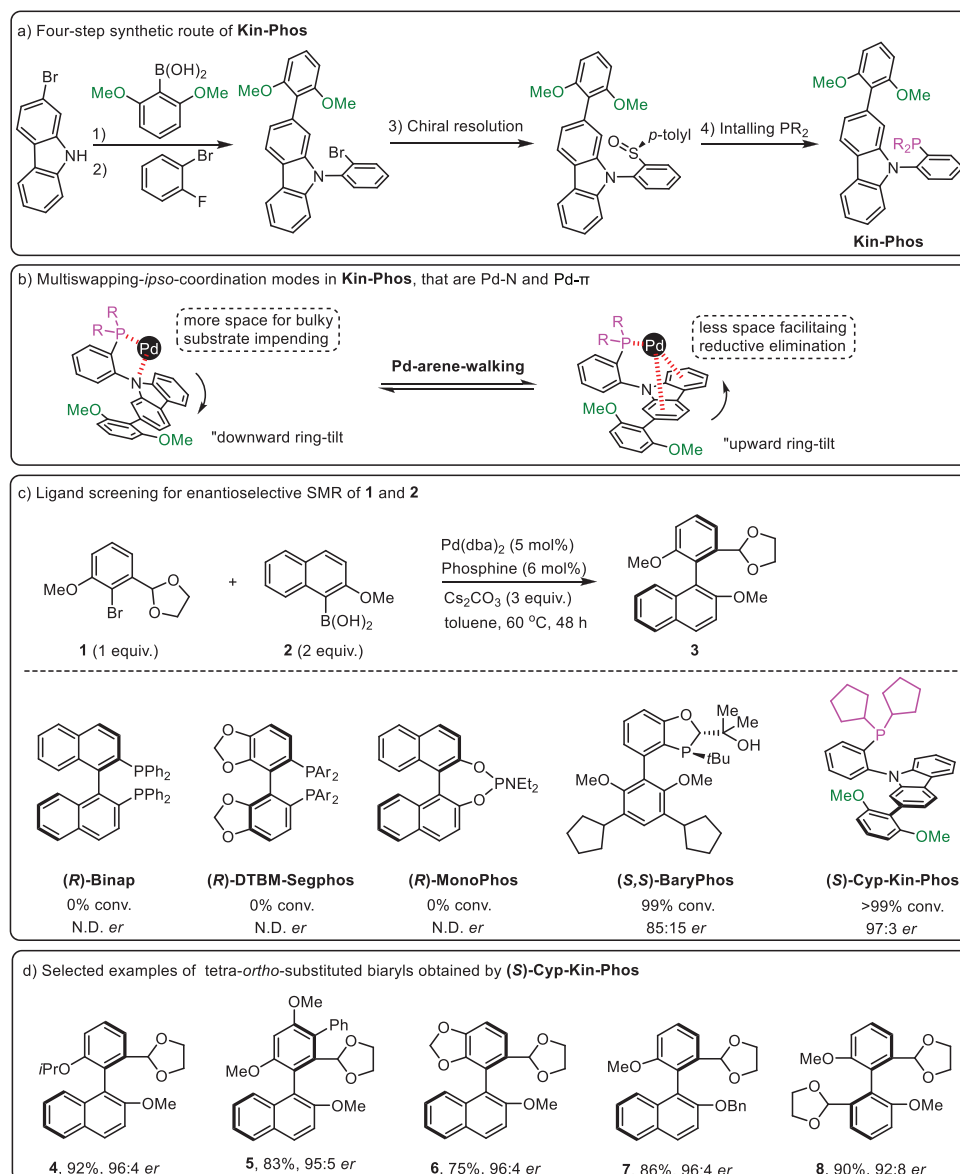 a) Four-step synthetic route of Kin-Phos
Br
B(OH)2
MeO
OMe
NH
1)
2)
Br
F
MeO
OMe
Br
N
3) Chiral resolution
MeO
OMe
O
S
p-tolyl
N
4) Intalling PR2
MeO
OMe
R2P
N
Kin-Phos
b) Multiswapping-ipso-coordination modes in Kin-Phos, that are Pd-N and Pd-π
R
R
P
Pd
N
MeO
OMe
more space for bulky
substrate impending
"downward ring-tilt
Pd-arene-walking
R
R
P
Pd
N
MeO
OMe
less space facilitaing
reductive elimination
"upward ring-tilt
c) Ligand screening for enantioselective SMR of 1 and 2
MeO
Br
O
O
1 (1 equiv.)
+
OMe
B(OH)2
2 (2 equiv.)
Pd(dba)2 (5 mol%)
Phosphine (6 mol%)
Cs2CO3 (3 equiv.)
toluene, 60 °C, 48 h
MeO
O
O
OMe
3
PPh2
PPh2
(R)-Binap
0% conv.
N.D. er
O
O
PAr2
PAr2
O
O
(R)-DTBM-Segphos
0% conv.
N.D. er
O
O
PNEt2
(R)-MonoPhos
0% conv.
N.D. er
O
Me
Me
OH
P
tBu
MeO
OMe
(S,S)-BaryPhos
99% conv.
85:15 er
P
N
MeO
OMe
(S)-Cyp-Kin-Phos
>99% conv.
97:3 er
d) Selected examples of tetra-ortho-substituted biaryls obtained by (S)-Cyp-Kin-Phos
iPrO
O
O
OMe
4, 92%, 96:4 er
OMe
Ph
MeO
O
O
OMe
5, 83%, 95:5 er
O
O
O
O
OMe
6, 75%, 96:4 er
MeO
O
O
OBn
7, 86%, 96:4 er
MeO
O
O
O
O
OMe
8, 90%, 92:8 er